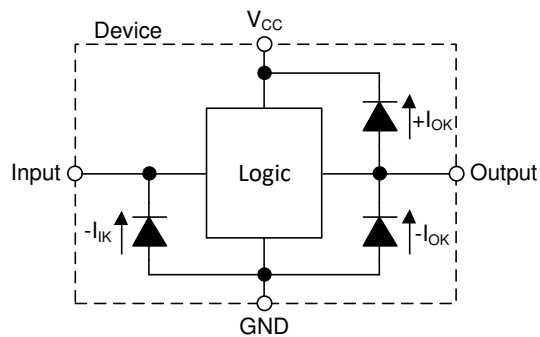 Device
VCC
+IOK
Input
Logic
Output
-IIK
-IOK
GND